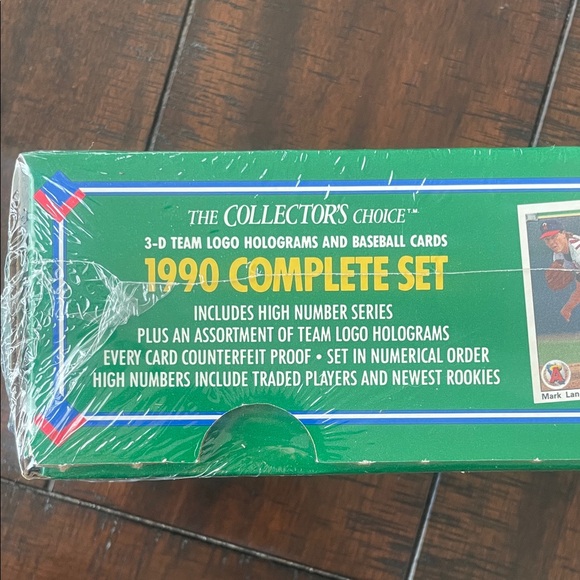 THE COLLECTOR'S CHOICE™
3-D TEAM LOGO HOLOGRAMS AND BASEBALL CARDS
1990 COMPLETE SET
INCLUDES HIGH NUMBER SERIES
PLUS AN ASSORTMENT OF TEAM LOGO HOLOGRAMS
EVERY CARD COUNTERFEIT PROOF • SET IN NUMERICAL ORDER
HIGH NUMBERS INCLUDE TRADED PLAYERS AND NEWEST ROOKIES
Mark Lan